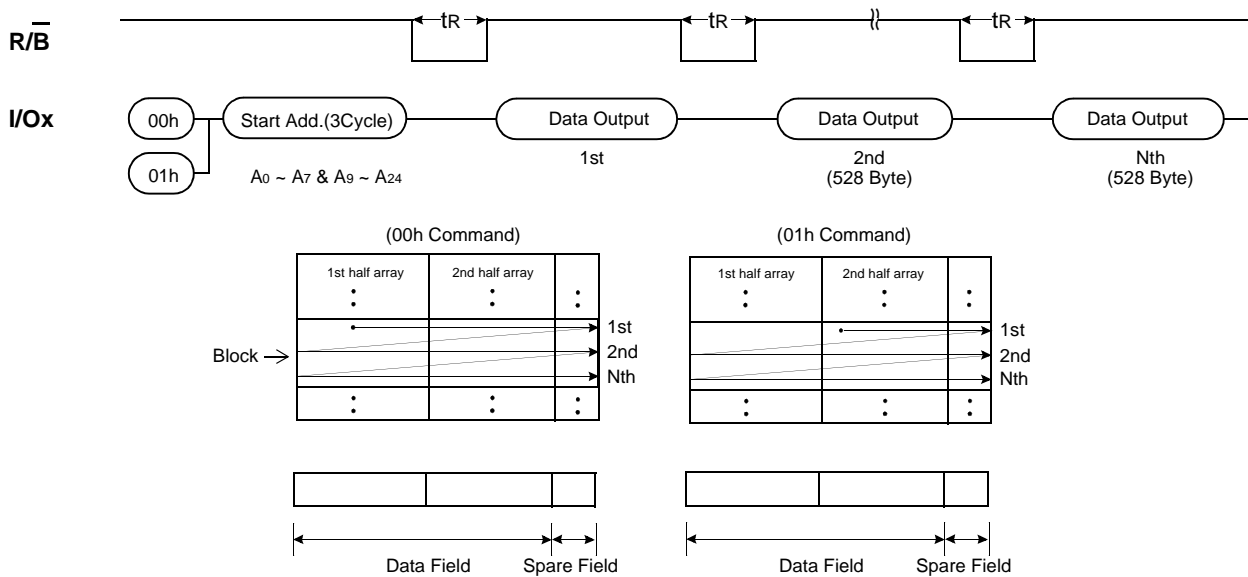 R/B tR tR tR
I/Ox 00h Start Add.(3Cycle) Data Output Data Output Data Output
01h A0 ~ A7 & A9 ~ A24 1st 2nd Nth
(528 Byte) (528 Byte)
(00h Command) (01h Command)
1st half array 2nd half array 1st half array 2nd half array
1st 1st
Block 2nd 2nd
Nth Nth
Data Field Spare Field Data Field Spare Field